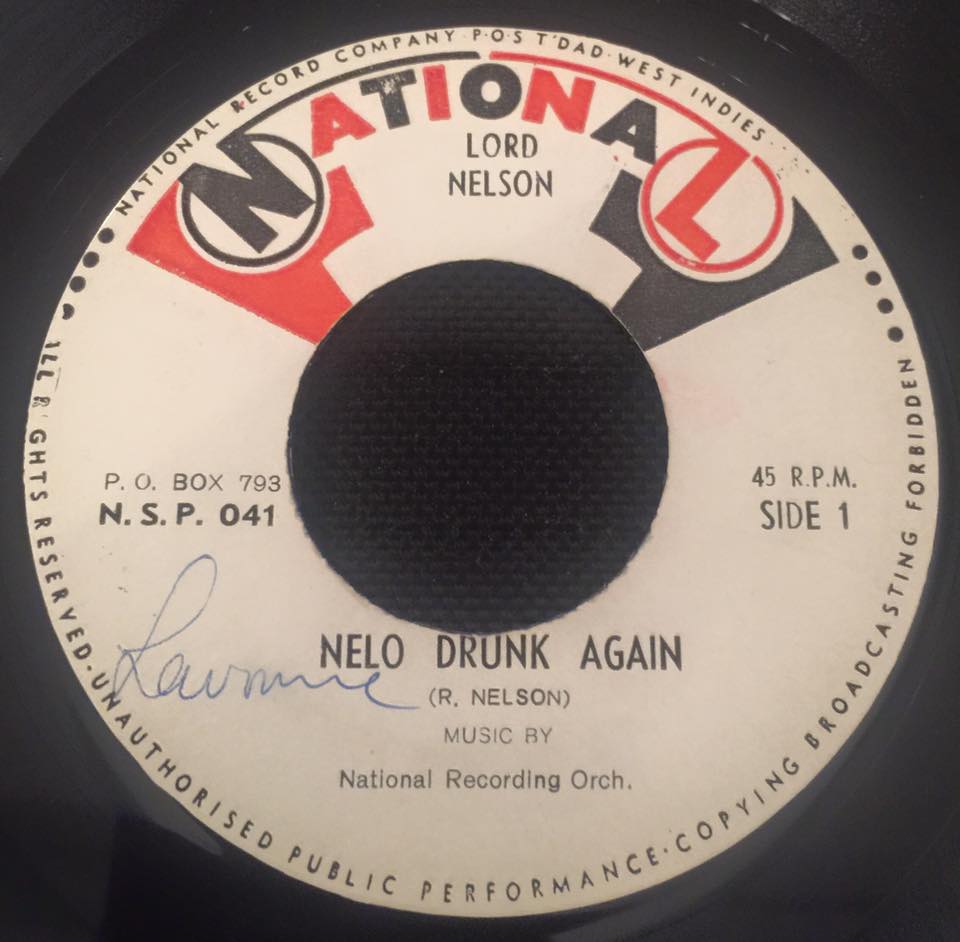 NATIONAL RECORD COMPANY · P·O·S T'DAD · WEST INDIES
NATIONAL
LORD
NELSON
P. O. BOX 793
N. S. P. 041
45 R.P.M.
SIDE 1
NELO DRUNK AGAIN
(R. NELSON)
MUSIC BY
National Recording Orch.
ALL RIGHTS RESERVED · UNAUTHORISED PUBLIC PERFORMANCE · COPYING BROADCASTING FORBIDDEN